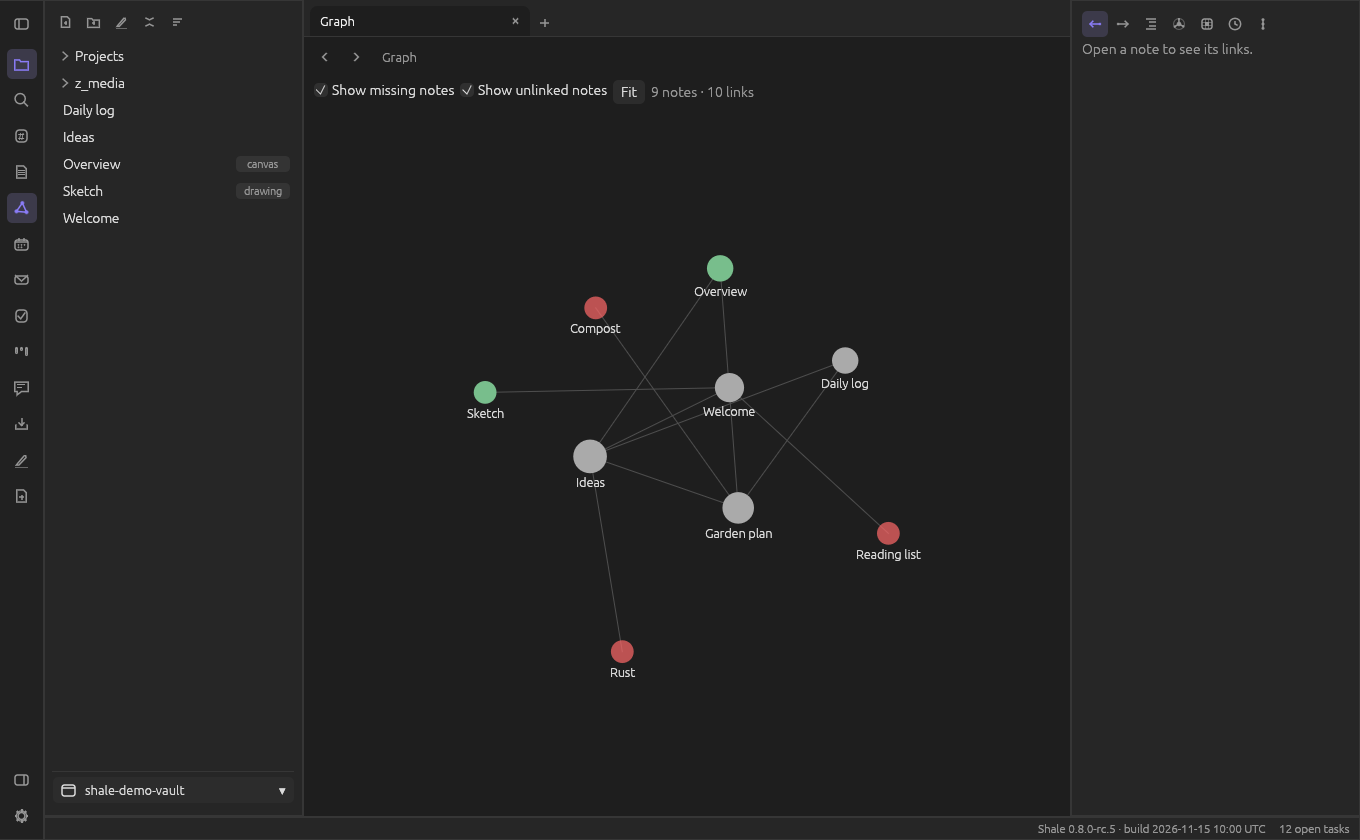 Projects
z_media
Daily log
Ideas
Overview
canvas
Sketch
drawing
Welcome
shale-demo-vault
Graph
Graph
Show missing notes
Show unlinked notes
Fit
9 notes · 10 links
Overview
Compost
Daily log
Sketch
Welcome
Ideas
Garden plan
Reading list
Rust
Open a note to see its links.
Shale 0.8.0-rc.5 · build 2026-11-15 10:00 UTC
12 open tasks